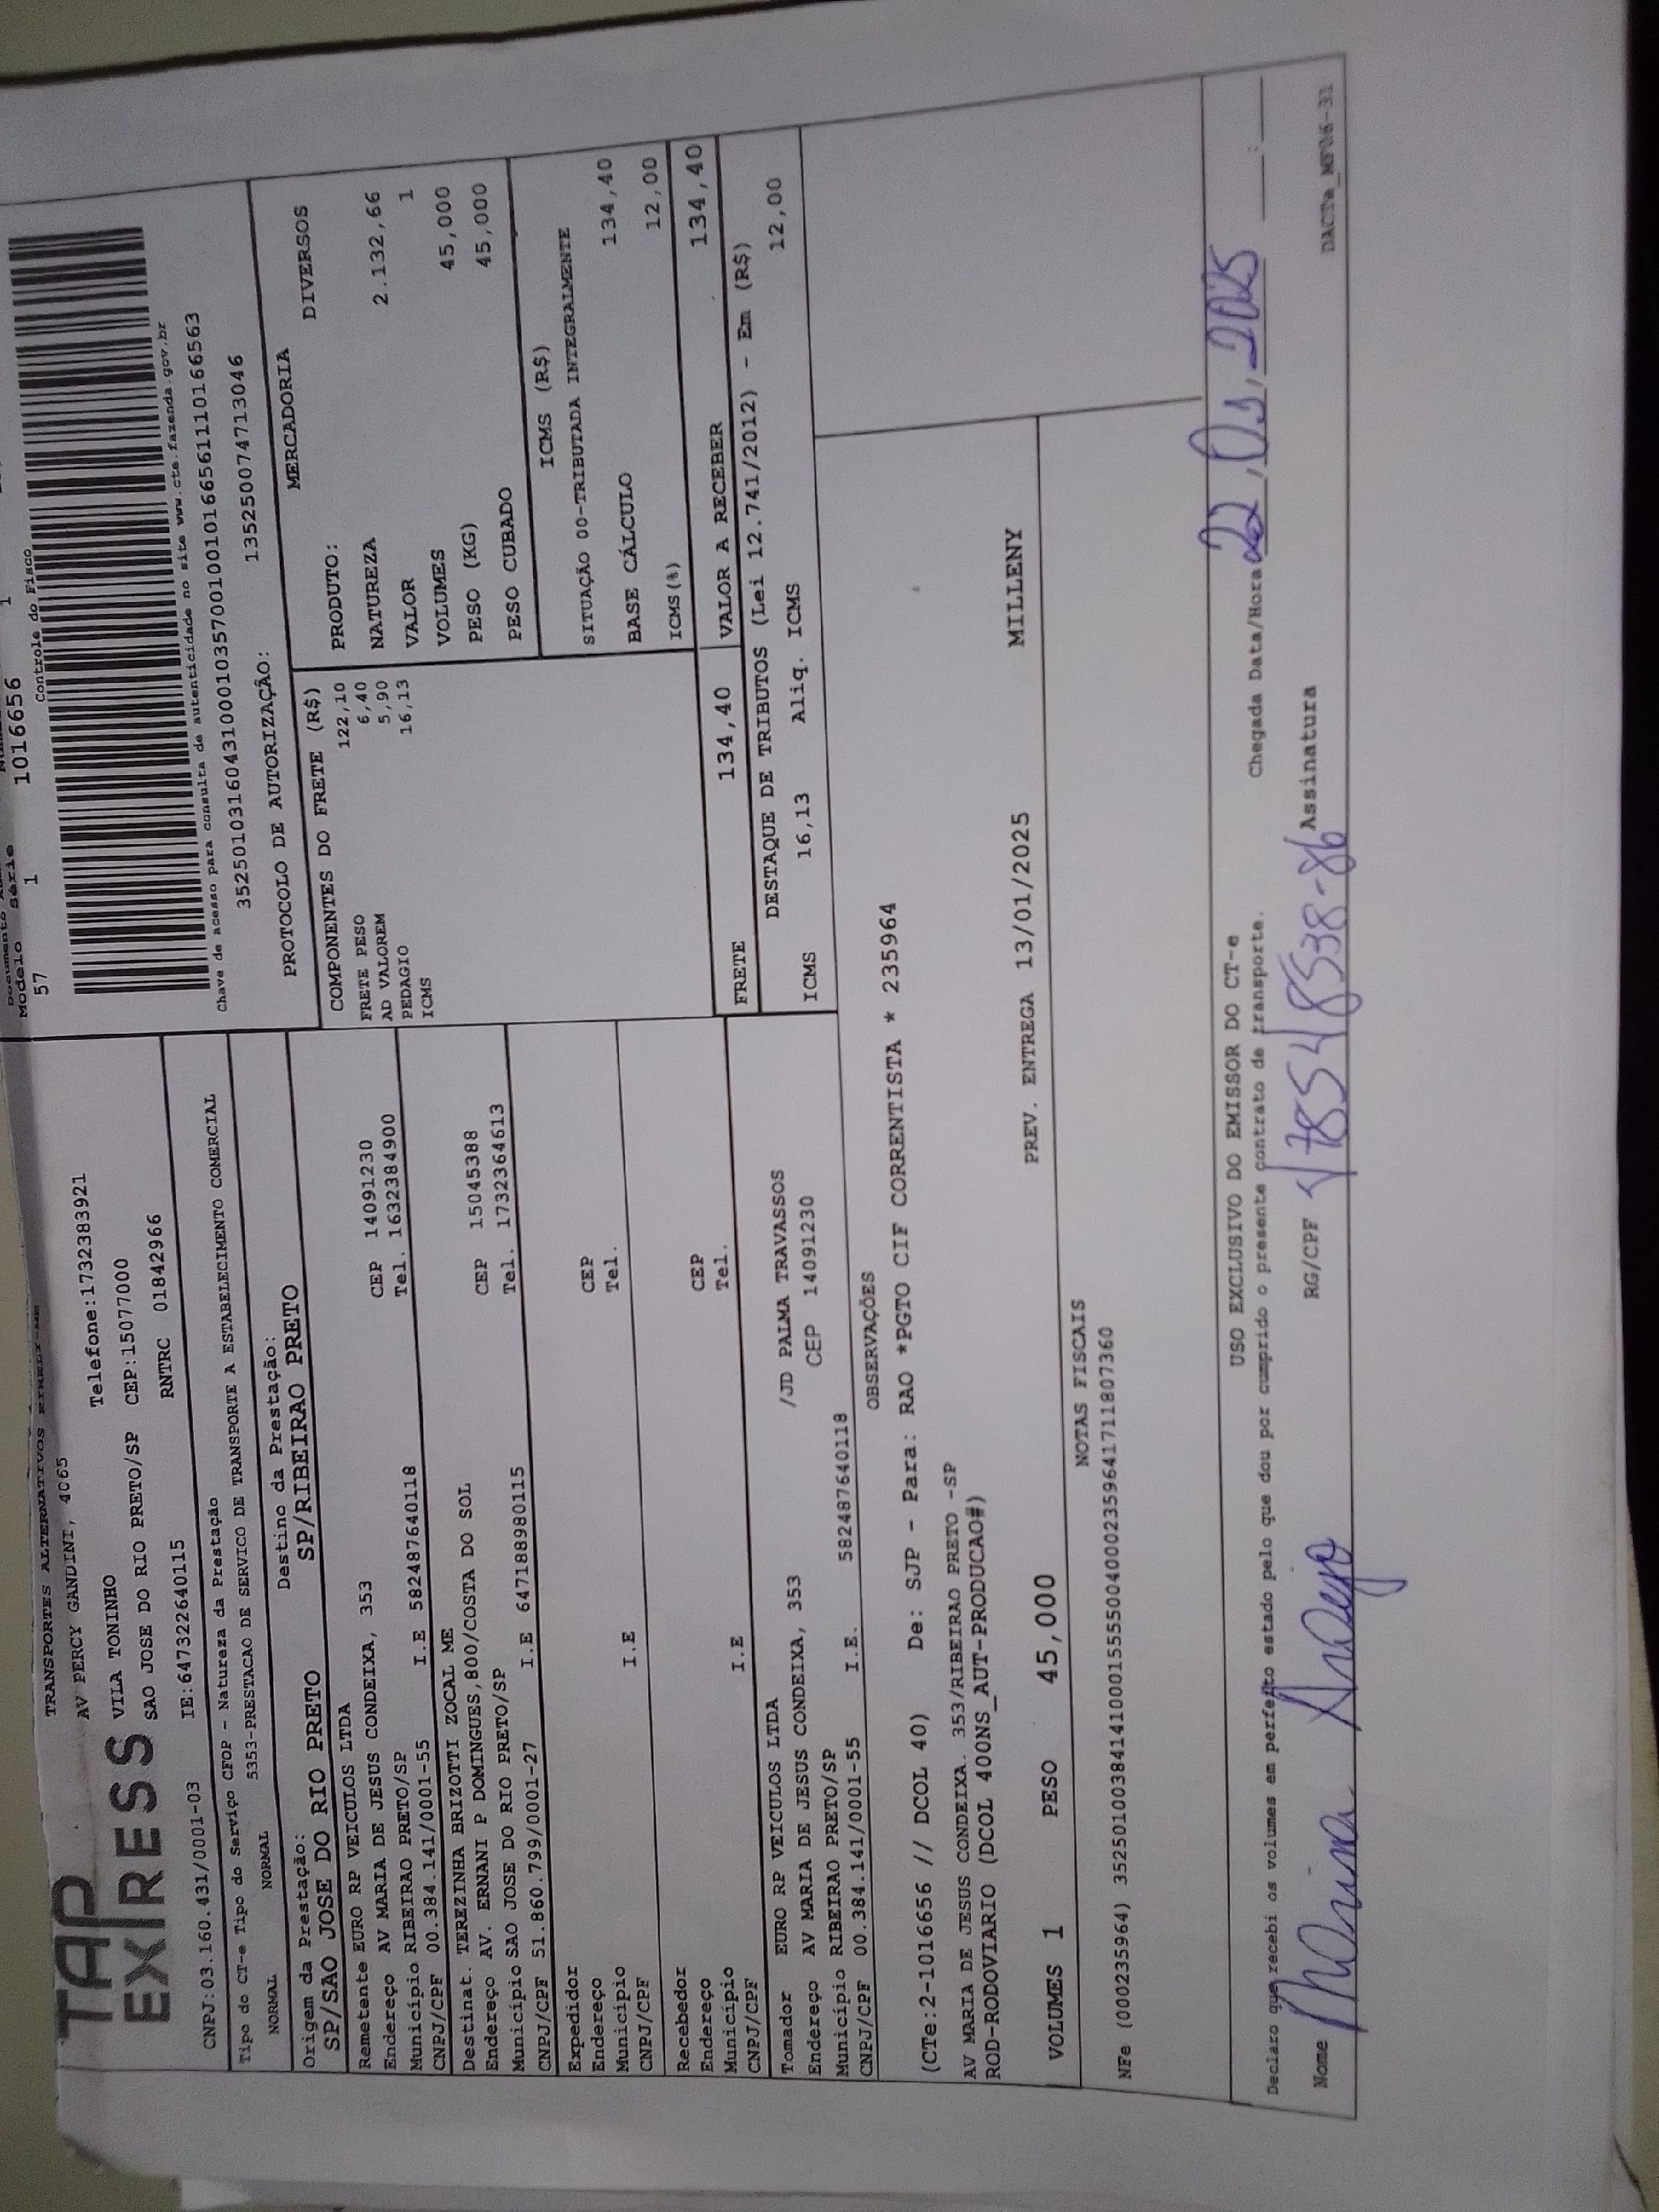 TAP
EXPRESS
TRANSPORTES ALTERNATIVOS EIRELI-ME
AV PERCY GANDINI, 4065
VILA TONINHO
Telefone:1732383921
SAO JOSE DO RIO PRETO/SP CEP:15077000
CNPJ:03.160.431/0001-03 IE:647322640115 RNTRC 01842966
Modelo Série
57 1 1016656 1
Controle do Fisco
Chave de acesso para consulta de autenticidade no site www.cte.fazenda.gov.br
35250103160431000103570010010166561110166563
PROTOCOLO DE AUTORIZAÇÃO: 135250074713046
Tipo do CT-e Tipo do Serviço CFOP - Natureza da Prestação
NORMAL NORMAL 5353-PRESTACAO DE SERVICO DE TRANSPORTE A ESTABELECIMENTO COMERCIAL
Origem da Prestação: Destino da Prestação:
SP/SAO JOSE DO RIO PRETO SP/RIBEIRAO PRETO
Remetente EURO RP VEICULOS LTDA
Endereço AV MARIA DE JESUS CONDEIXA, 353 CEP 14091230
Município RIBEIRAO PRETO/SP Tel. 1632384900
CNPJ/CPF 00.384.141/0001-55 I.E 582487640118
Destinat. TEREZINHA BRIZOTTI ZOCAL ME
Endereço AV. ERNANI P DOMINGUES,800/COSTA DO SOL CEP 15045388
Município SAO JOSE DO RIO PRETO/SP Tel. 1732364613
CNPJ/CPF 51.860.799/0001-27 I.E 647188980115
Expedidor
Endereço CEP
Município Tel.
CNPJ/CPF I.E
Recebedor
Endereço CEP
Município Tel.
CNPJ/CPF I.E
Tomador EURO RP VEICULOS LTDA
Endereço AV MARIA DE JESUS CONDEIXA, 353 /JD PALMA TRAVASSOS
Município RIBEIRAO PRETO/SP CEP 14091230
CNPJ/CPF 00.384.141/0001-55 I.E. 582487640118
COMPONENTES DO FRETE (R$)
FRETE PESO 122,10
AD VALOREM 6,40
PEDAGIO 5,90
ICMS 16,13
MERCADORIA
PRODUTO: DIVERSOS
NATUREZA
VALOR 2.132,66
VOLUMES 1
PESO (KG) 45,000
PESO CUBADO 45,000
ICMS (R$)
SITUAÇÃO 00-TRIBUTADA INTEGRALMENTE
BASE CÁLCULO 134,40
ICMS(%) 12,00
FRETE 134,40 VALOR A RECEBER 134,40
DESTAQUE DE TRIBUTOS (Lei 12.741/2012) - Em (R$)
ICMS 16,13 Aliq. ICMS 12,00
OBSERVAÇÕES
(CTe:2-1016656 // DCOL 40) De: SJP - Para: RAO *PGTO CIF CORRENTISTA * 235964
AV MARIA DE JESUS CONDEIXA. 353/RIBEIRAO PRETO -SP
ROD-RODOVIARIO (DCOL 400NS_AUT-PRODUCAO#)
VOLUMES 1 PESO 45,000 PREV. ENTREGA 13/01/2025 MILLENY
NOTAS FISCAIS
NFe (000235964) 35250100384141000155550040002359641711807360
USO EXCLUSIVO DO EMISSOR DO CT-e
Declaro que recebi os volumes em perfeito estado pelo que dou por cumprido o presente contrato de transporte.
Chegada Data/Hora 22/01/2025 :
Nome RG/CPF Assinatura
DACTe_MF06-31